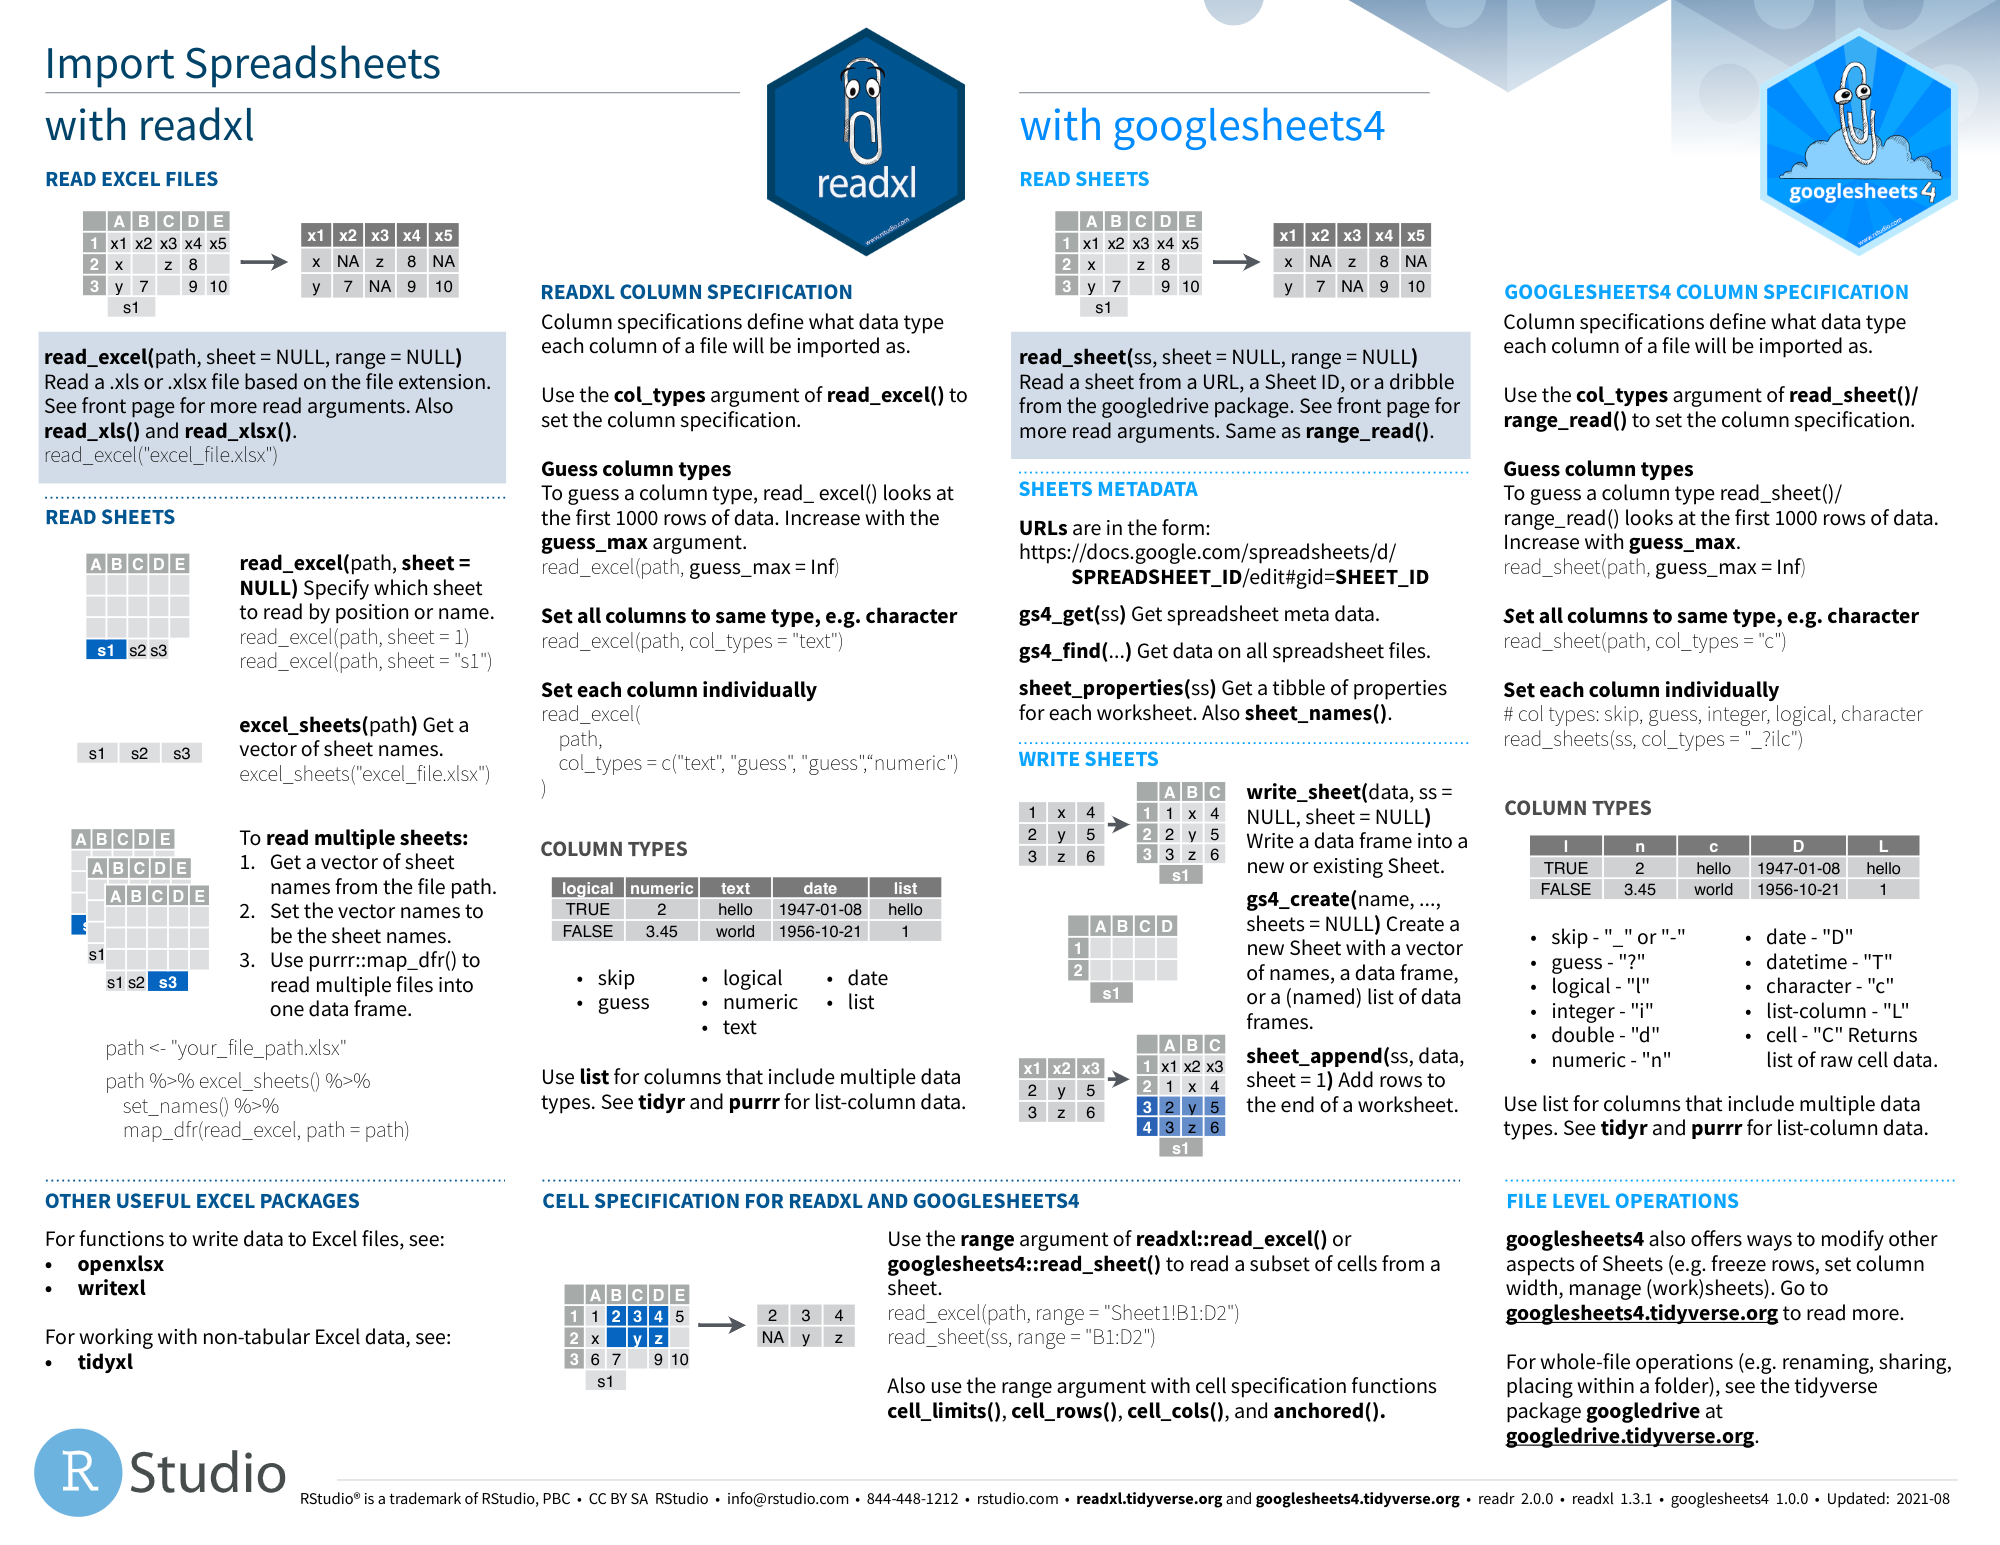 Import Spreadsheets
with readxl
READ EXCEL FILES
A B C D E
1 x1 x2 x3 x4 x5
2 x z 8
3 y 7 9 10
s1
x1 x2 x3 x4 x5
x NA z 8 NA
y 7 NA 9 10
read_excel(path, sheet = NULL, range = NULL)
Read a .xls or .xlsx file based on the file extension.
See front page for more read arguments. Also
read_xls() and read_xlsx().
read_excel("excel_file.xlsx")
READ SHEETS
A B C D E
s1 s2 s3
read_excel(path, sheet =
NULL) Specify which sheet
to read by position or name.
read_excel(path, sheet = 1)
read_excel(path, sheet = "s1")
s1 s2 s3
excel_sheets(path) Get a
vector of sheet names.
excel_sheets("excel_file.xlsx")
A B C D E
A B C D E
A B C D E
s
s1
s1 s2 s3
To read multiple sheets:
1. Get a vector of sheet
names from the file path.
2. Set the vector names to
be the sheet names.
3. Use purrr::map_dfr() to
read multiple files into
one data frame.
path <- "your_file_path.xlsx"
path %>% excel_sheets() %>%
set_names() %>%
map_dfr(read_excel, path = path)
OTHER USEFUL EXCEL PACKAGES
For functions to write data to Excel files, see:
• openxlsx
• writexl
For working with non-tabular Excel data, see:
• tidyxl
readxl
www.rstudio.com
READXL COLUMN SPECIFICATION
Column specifications define what data type
each column of a file will be imported as.
Use the col_types argument of read_excel() to
set the column specification.
Guess column types
To guess a column type, read_ excel() looks at
the first 1000 rows of data. Increase with the
guess_max argument.
read_excel(path, guess_max = Inf)
Set all columns to same type, e.g. character
read_excel(path, col_types = "text")
Set each column individually
read_excel(
path,
col_types = c("text", "guess", "guess",“numeric")
)
COLUMN TYPES
logical numeric text date list
TRUE 2 hello 1947-01-08 hello
FALSE 3.45 world 1956-10-21 1
• skip
• guess
• logical
• numeric
• text
• date
• list
Use list for columns that include multiple data
types. See tidyr and purrr for list-column data.
CELL SPECIFICATION FOR READXL AND GOOGLESHEETS4
A B C D E
1 1 2 3 4 5
2 x y z
3 6 7 9 10
s1
2 3 4
NA y z
Use the range argument of readxl::read_excel() or
googlesheets4::read_sheet() to read a subset of cells from a
sheet.
read_excel(path, range = "Sheet1!B1:D2")
read_sheet(ss, range = "B1:D2")
Also use the range argument with cell specification functions
cell_limits(), cell_rows(), cell_cols(), and anchored().
with googlesheets4
READ SHEETS
A B C D E
1 x1 x2 x3 x4 x5
2 x z 8
3 y 7 9 10
s1
x1 x2 x3 x4 x5
x NA z 8 NA
y 7 NA 9 10
read_sheet(ss, sheet = NULL, range = NULL)
Read a sheet from a URL, a Sheet ID, or a dribble
from the googledrive package. See front page for
more read arguments. Same as range_read().
SHEETS METADATA
URLs are in the form:
https://docs.google.com/spreadsheets/d/
SPREADSHEET_ID/edit#gid=SHEET_ID
gs4_get(ss) Get spreadsheet meta data.
gs4_find(...) Get data on all spreadsheet files.
sheet_properties(ss) Get a tibble of properties
for each worksheet. Also sheet_names().
WRITE SHEETS
1 x 4
2 y 5
3 z 6
A B C
1 1 x 4
2 2 y 5
3 3 z 6
s1
write_sheet(data, ss =
NULL, sheet = NULL)
Write a data frame into a
new or existing Sheet.
A B C D
1
2
s1
gs4_create(name, ...,
sheets = NULL) Create a
new Sheet with a vector
of names, a data frame,
or a (named) list of data
frames.
x1 x2 x3
2 y 5
3 z 6
A B C
1 x1 x2 x3
2 1 x 4
3 2 y 5
4 3 z 6
s1
sheet_append(ss, data,
sheet = 1) Add rows to
the end of a worksheet.
googlesheets4
www.rstudio.com
GOOGLESHEETS4 COLUMN SPECIFICATION
Column specifications define what data type
each column of a file will be imported as.
Use the col_types argument of read_sheet()/
range_read() to set the column specification.
Guess column types
To guess a column type read_sheet()/
range_read() looks at the first 1000 rows of data.
Increase with guess_max.
read_sheet(path, guess_max = Inf)
Set all columns to same type, e.g. character
read_sheet(path, col_types = "c")
Set each column individually
# col types: skip, guess, integer, logical, character
read_sheets(ss, col_types = "_?ilc")
COLUMN TYPES
l n c D L
TRUE 2 hello 1947-01-08 hello
FALSE 3.45 world 1956-10-21 1
• skip - "_" or "-"
• guess - "?"
• logical - "l"
• integer - "i"
• double - "d"
• numeric - "n"
• date - "D"
• datetime - "T"
• character - "c"
• list-column - "L"
• cell - "C" Returns
list of raw cell data.
Use list for columns that include multiple data
types. See tidyr and purrr for list-column data.
FILE LEVEL OPERATIONS
googlesheets4 also offers ways to modify other
aspects of Sheets (e.g. freeze rows, set column
width, manage (work)sheets). Go to
googlesheets4.tidyverse.org to read more.
For whole-file operations (e.g. renaming, sharing,
placing within a folder), see the tidyverse
package googledrive at
googledrive.tidyverse.org.
R Studio
RStudio® is a trademark of RStudio, PBC • CC BY SA RStudio • info@rstudio.com • 844-448-1212 • rstudio.com • readxl.tidyverse.org and googlesheets4.tidyverse.org • readr 2.0.0 • readxl 1.3.1 • googlesheets4 1.0.0 • Updated: 2021-08